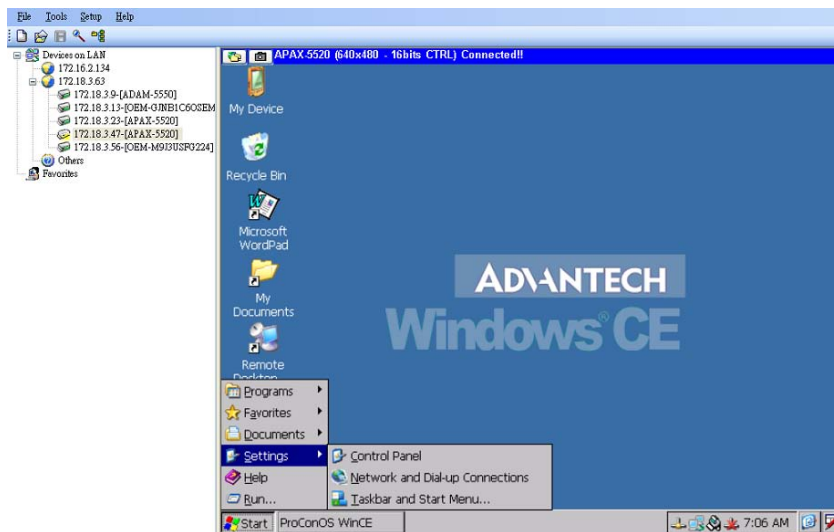 File Tools Setup Help
Devices on LAN
172.16.2.134
172.18.3.63
172.18.3.9-[ADAM-5550]
172.18.3.13-[OEM-GJNB1C6OSEM
172.18.3.23-[APAX-5520]
172.18.3.47-[APAX-5520]
172.18.3.56-[OEM-M9J3USFG224]
Others
Favorites
APAX-5520 (640x480 - 16bits CTRL) Connected!!
My Device
Recycle Bin
Microsoft
WordPad
My
Documents
Remote
Desktop
ADVANTECH
Windows® CE
Programs
Favorites
Documents
Settings
Help
Run...
Control Panel
Network and Dial-up Connections
Taskbar and Start Menu...
Start ProConOS WinCE 7:06 AM